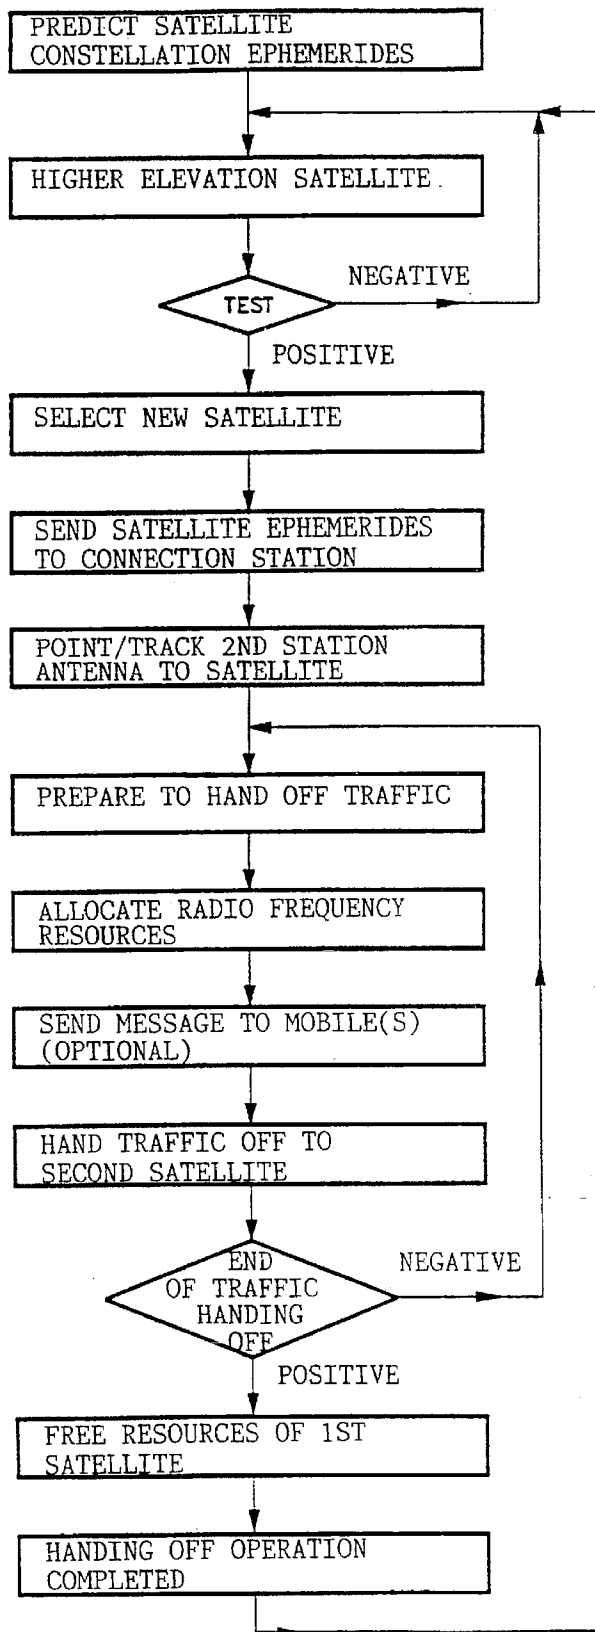 PREDICT SATELLITE
CONSTELLATION EPHEMERIDES
HIGHER ELEVATION SATELLITE.
NEGATIVE
TEST
POSITIVE
SELECT NEW SATELLITE
SEND SATELLITE EPHEMERIDES
TO CONNECTION STATION
POINT/TRACK 2ND STATION
ANTENNA TO SATELLITE
PREPARE TO HAND OFF TRAFFIC
ALLOCATE RADIO FREQUENCY
RESOURCES
SEND MESSAGE TO MOBILE(S)
(OPTIONAL)
HAND TRAFFIC OFF TO
SECOND SATELLITE
END
OF TRAFFIC
HANDING
OFF
NEGATIVE
POSITIVE
FREE RESOURCES OF 1ST
SATELLITE
HANDING OFF OPERATION
COMPLETED